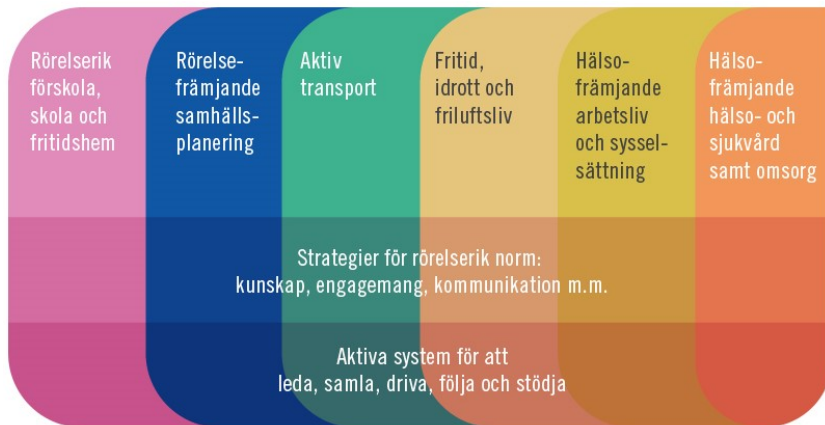 Rörelserik
förskola,
skola och
fritidshem
Rörelse-
främjande
samhälls-
planering
Aktiv
transport
Fritid,
idrott och
friluftsliv
Hälso-
främjande
arbetsliv
och syssel-
sättning
Hälso-
främjande
hälso- och
sjukvård
samt omsorg
Strategier för rörelserik norm:
kunskap, engagemang, kommunikation m.m.
Aktiva system för att
leda, samla, driva, följa och stödja